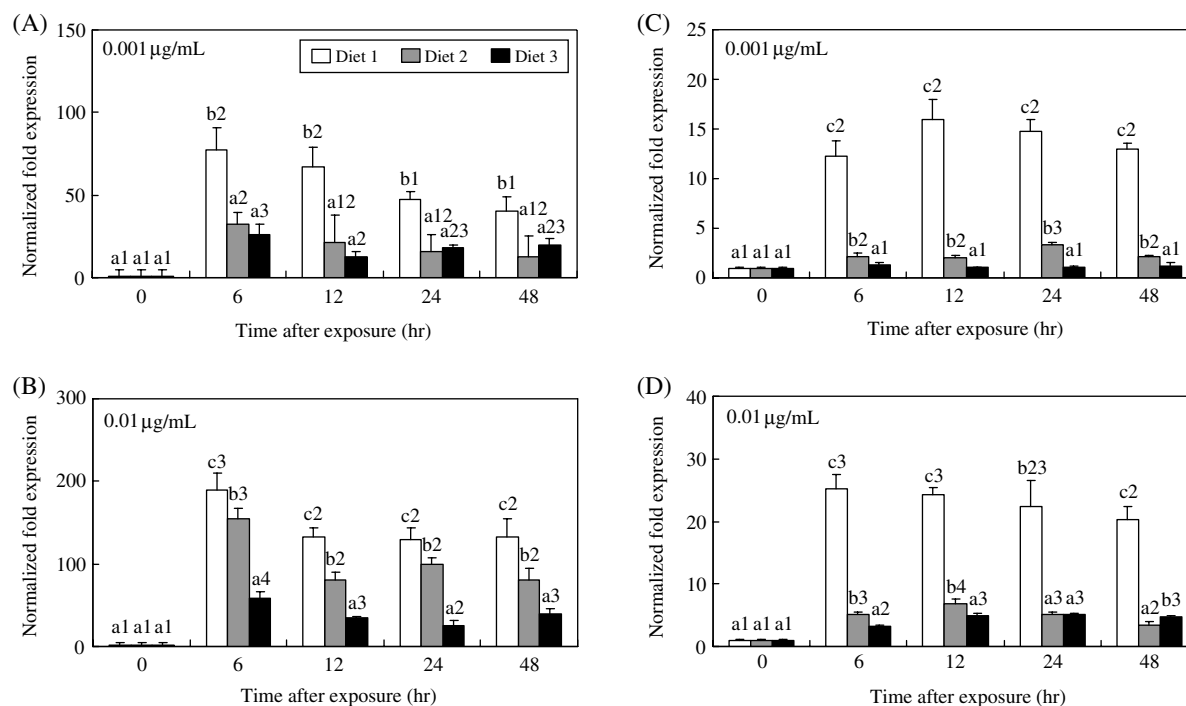 (A)
150
100
50
0
Normalized fold expression
0.001 µg/mL
Diet 1 Diet 2 Diet 3
a1 a1 a1
b2 a2 a3
b2 a12 a2
b1 a12 a23
b1 a12 a23
0 6 12 24 48
Time after exposure (hr)
(C)
25
20
15
10
5
0
Normalized fold expression
0.001 µg/mL
a1 a1 a1
c2 b2 a1
c2 b2 a1
c2 b3 a1
c2 b2 a1
0 6 12 24 48
Time after exposure (hr)
(B)
300
200
100
0
Normalized fold expression
0.01 µg/mL
a1 a1 a1
c3 b3 a4
c2 b2 a3
c2 b2 a2
c2 b2 a3
0 6 12 24 48
Time after exposure (hr)
(D)
40
30
20
10
0
Normalized fold expression
0.01 µg/mL
a1 a1 a1
c3 b3 a2
c3 b4 a3
b23 a3 a3
c2 a2 b3
0 6 12 24 48
Time after exposure (hr)